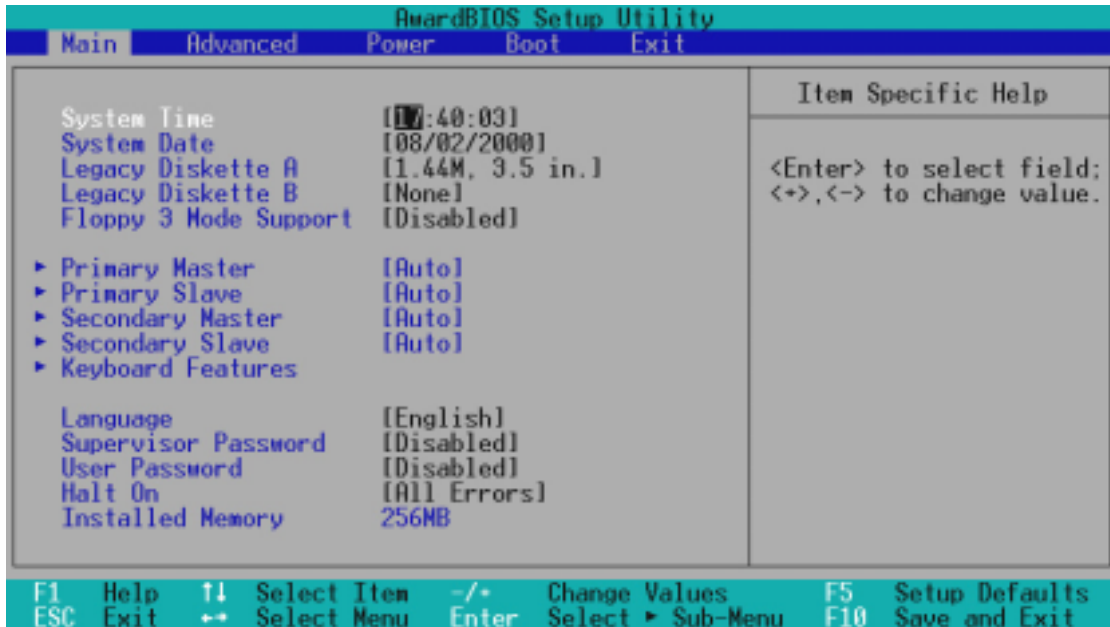 AwardBIOS Setup Utility
Main Advanced Power Boot Exit
Item Specific Help
System Time [17:40:03]
System Date [08/02/2000]
Legacy Diskette A [1.44M, 3.5 in.]
<Enter> to select field;
Legacy Diskette B [None]
<+>,<-> to change value.
Floppy 3 Mode Support [Disabled]
▸ Primary Master [Auto]
▸ Primary Slave [Auto]
▸ Secondary Master [Auto]
▸ Secondary Slave [Auto]
▸ Keyboard Features
Language [English]
Supervisor Password [Disabled]
User Password [Disabled]
Halt On [All Errors]
Installed Memory 256MB
F1 Help ↑↓ Select Item -/+ Change Values F5 Setup Defaults
ESC Exit ←→ Select Menu Enter Select ▸ Sub-Menu F10 Save and Exit